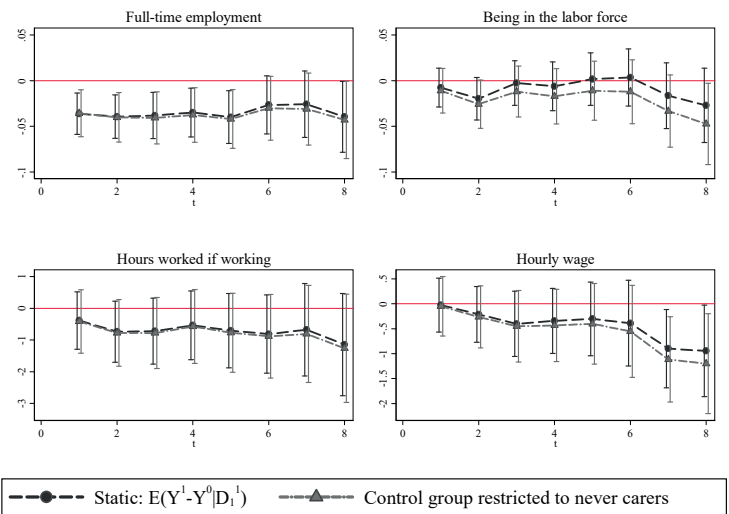 Full-time employment
.05
0
-.05
-.1
0 2 4 6 8
t
Being in the labor force
.05
0
-.05
-.1
0 2 4 6 8
t
Hours worked if working
1
0
-1
-2
-3
0 2 4 6 8
t
Hourly wage
.5
0
-.5
-1
-1.5
-2
0 2 4 6 8
t
Static: E(Y¹-Y⁰|D₁¹)
Control group restricted to never carers